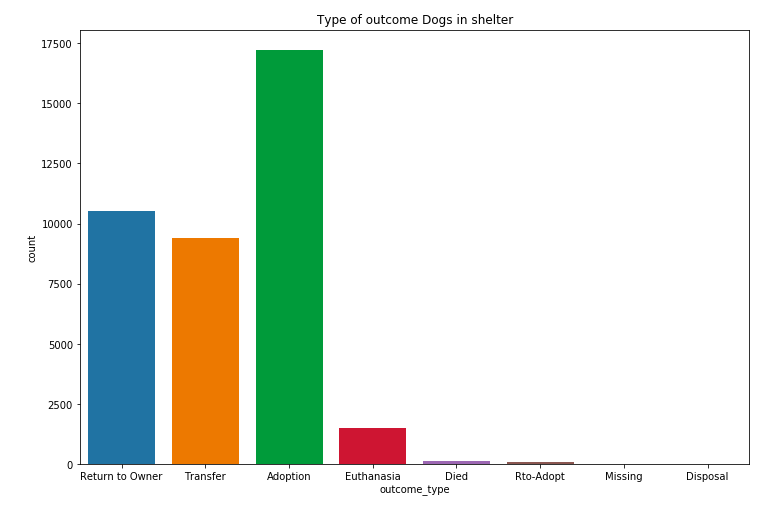 Type of outcome Dogs in shelter
17500
15000
12500
10000
7500
5000
2500
0
count
Return to Owner Transfer Adoption Euthanasia Died Rto-Adopt Missing Disposal
outcome_type